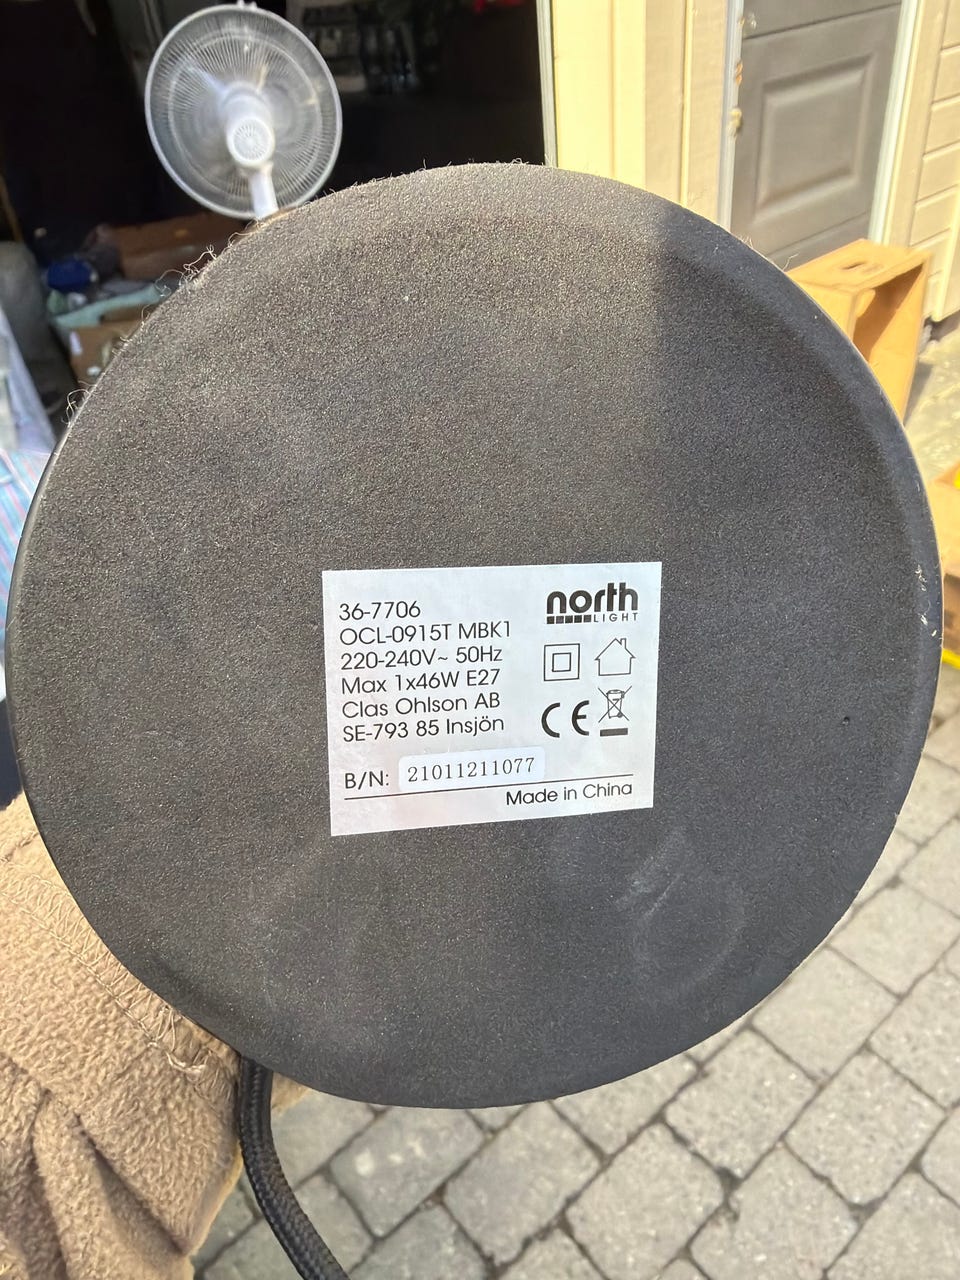 36-7706
OCL-0915T MBK1
220-240V~ 50Hz
Max 1x46W E27
Clas Ohlson AB
SE-793 85 Insjön
north
LIGHT
CE
B/N: 21011211077
Made in China